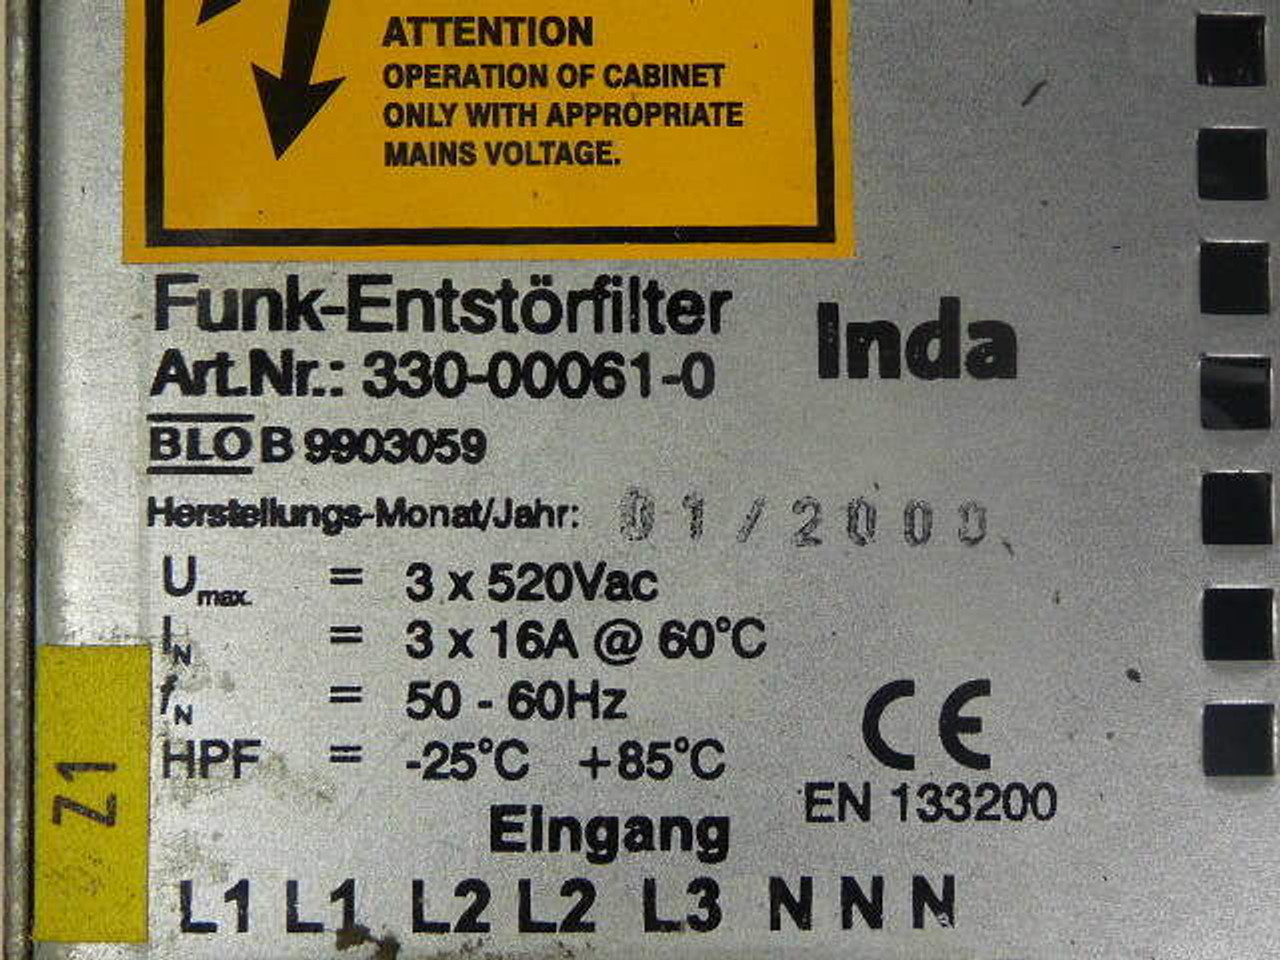 ATTENTION
OPERATION OF CABINET
ONLY WITH APPROPRIATE
MAINS VOLTAGE.
Funk-Entstörfilter
Inda
Art.Nr.: 330-00061-0
BLO B 9903059
Herstellungs-Monat/Jahr: 01/2000
Umax. = 3 x 520Vac
IN = 3 x 16A @ 60°C
fN = 50 - 60Hz
HPF = -25°C +85°C
CE
EN 133200
Eingang
L1 L1 L2 L2 L3 N N N
Z1